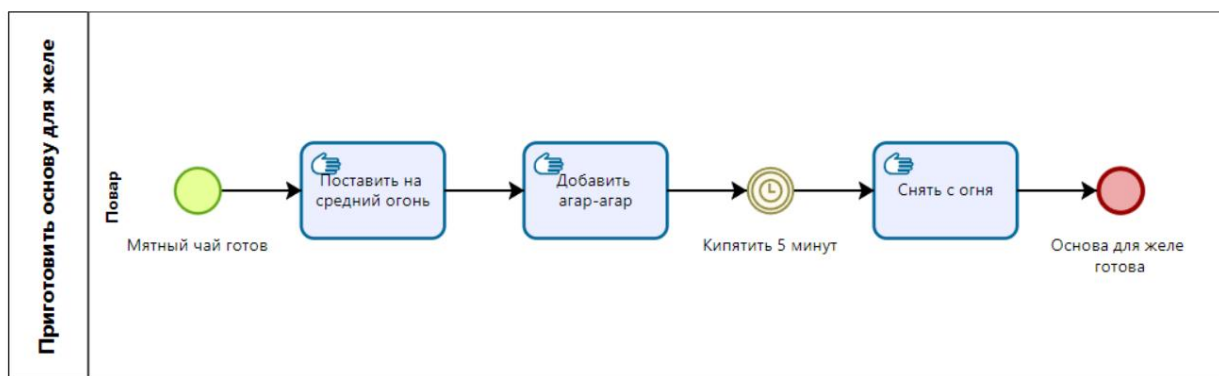 Приготовить основу для желе
Повар
Мятный чай готов
Поставить на
средний огонь
Добавить
агар-агар
Кипятить 5 минут
Снять с огня
Основа для желе
готова